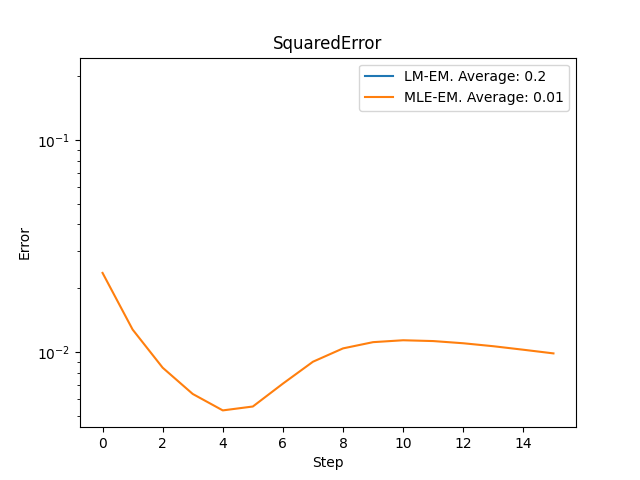 SquaredError
LM-EM. Average: 0.2
MLE-EM. Average: 0.01
10⁻¹
10⁻²
Error
0 2 4 6 8 10 12 14
Step